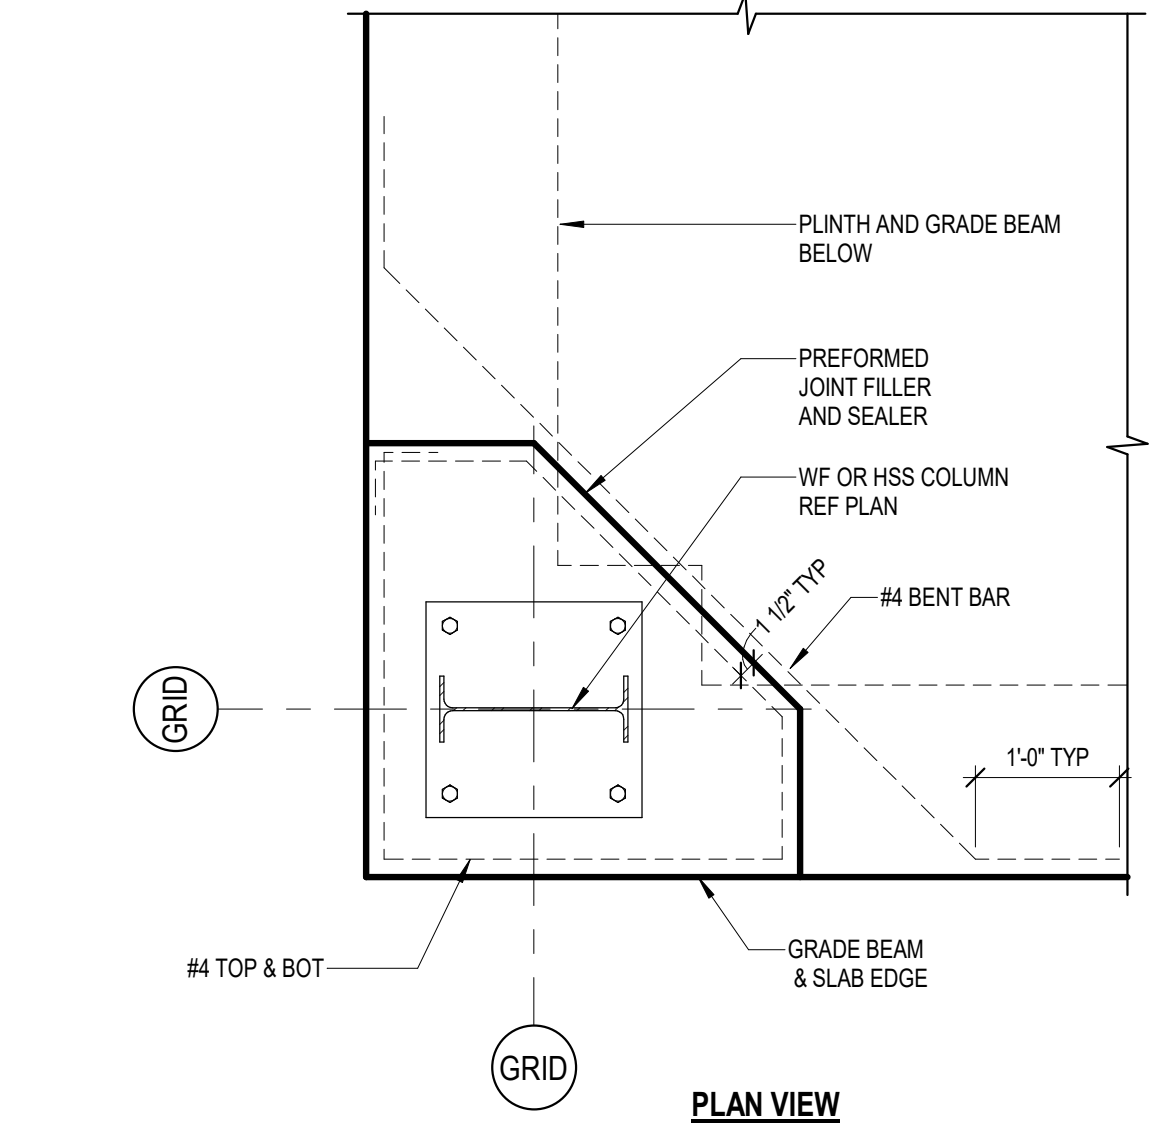 PLINTH AND GRADE BEAM
BELOW
PREFORMED
JOINT FILLER
AND SEALER
WF OR HSS COLUMN
REF PLAN
1 1/2" TYP
#4 BENT BAR
GRID
1'-0" TYP
GRADE BEAM
& SLAB EDGE
#4 TOP & BOT
GRID
PLAN VIEW